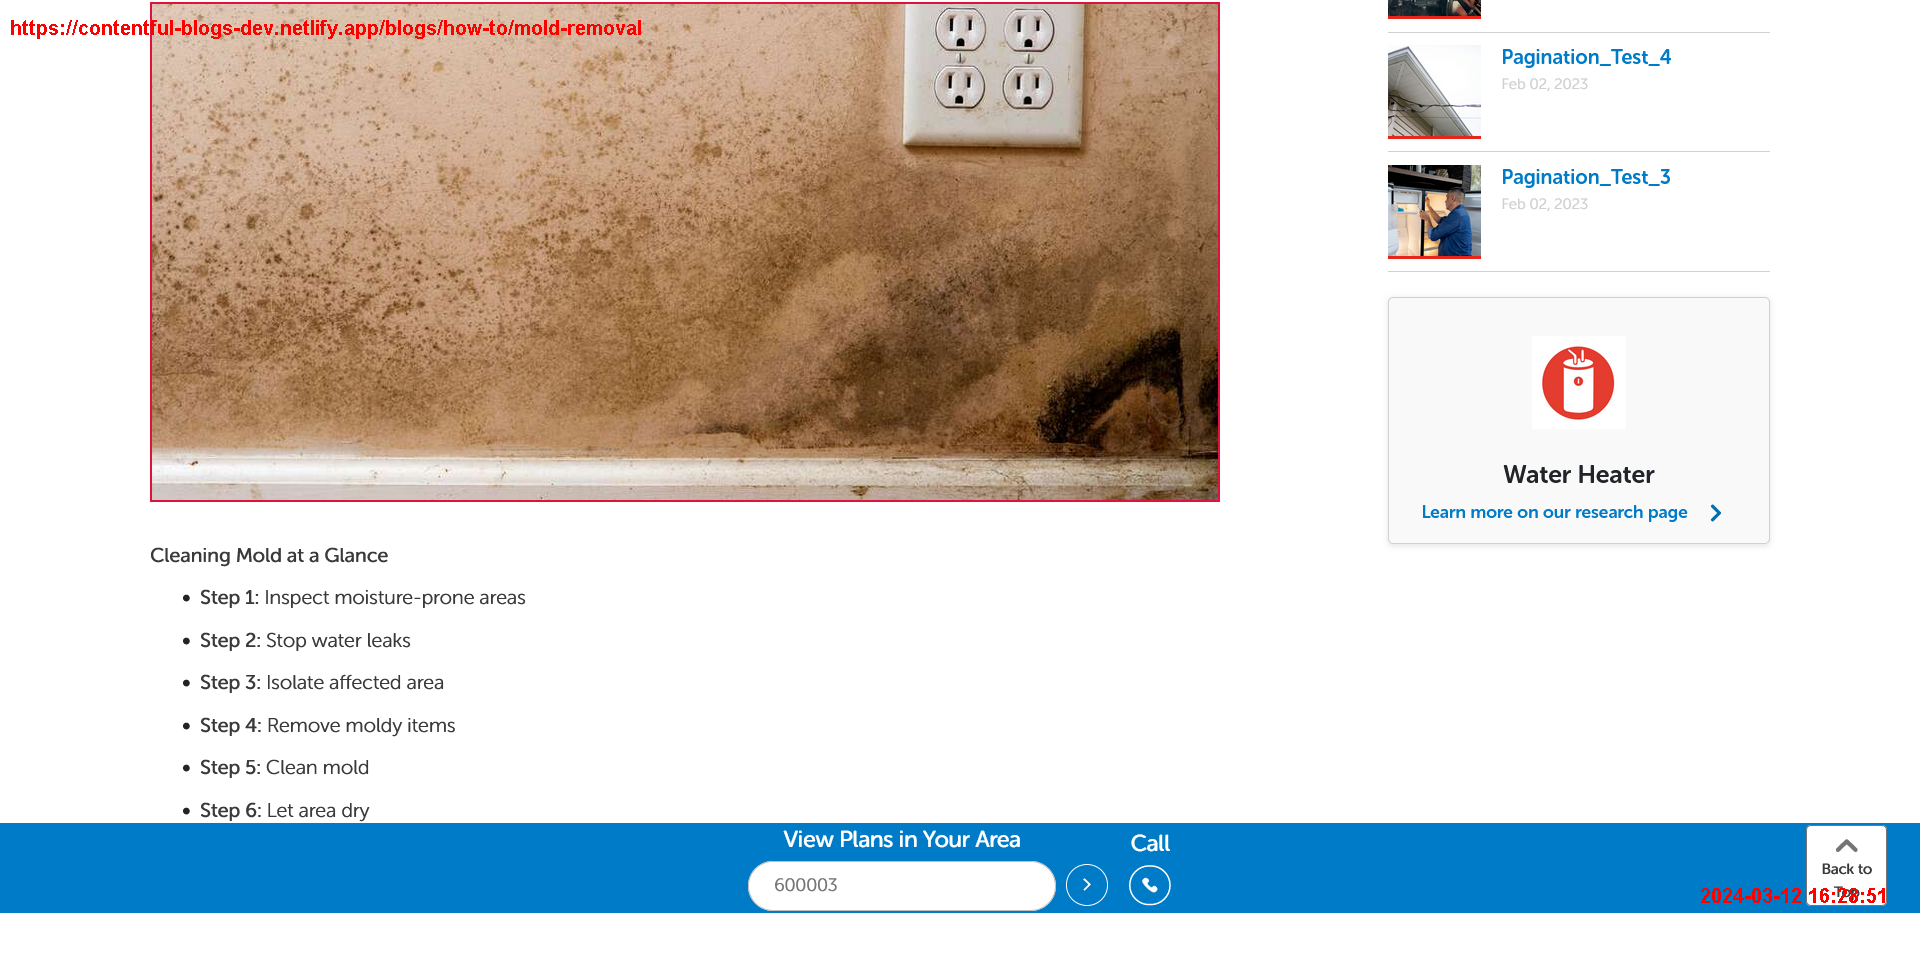 https://contentful-blogs-dev.netlify.app/blogs/how-to/mold-removal
Pagination_Test_4
Feb 02, 2023
Pagination_Test_3
Feb 02, 2023
Water Heater
Learn more on our research page
Cleaning Mold at a Glance
Step 1: Inspect moisture-prone areas
Step 2: Stop water leaks
Step 3: Isolate affected area
Step 4: Remove moldy items
Step 5: Clean mold
Step 6: Let area dry
View Plans in Your Area
600003
Call
Back to
Top
2024-03-12 16:28:51